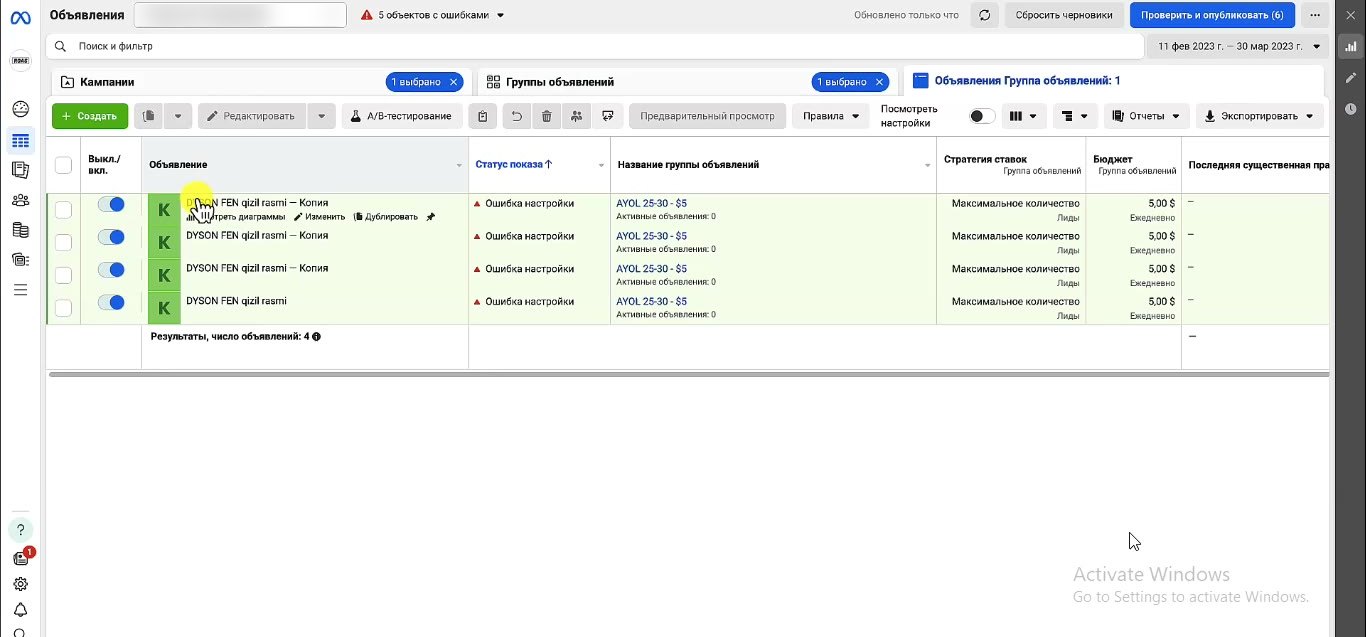 Объявления
5 объектов с ошибками
Обновлено только что
Сбросить черновики
Проверить и опубликовать (6)
Поиск и фильтр
11 фев 2023 г. — 30 мар 2023 г.
Кампании
1 выбрано
Группы объявлений
1 выбрано
Объявления Группа объявлений: 1
Создать
Редактировать
A/B-тестирование
Предварительный просмотр
Правила
Посмотреть
настройки
Отчеты
Экспортировать
Выкл./
вкл.
Объявление
Статус показа
Название группы объявлений
Стратегия ставок
Группа объявлений
Бюджет
Группа объявлений
Последняя существенная пра
K
FEN qizil rasmi — Копия
Изменить
Дублировать
Ошибка настройки
AYOL 25-30 - $5
Активные объявления: 0
Максимальное количество
Лиды
5,00 $
Ежедневно
—
K
DYSON FEN qizil rasmi — Копия
Ошибка настройки
AYOL 25-30 - $5
Активные объявления: 0
Максимальное количество
Лиды
5,00 $
Ежедневно
—
K
DYSON FEN qizil rasmi — Копия
Ошибка настройки
AYOL 25-30 - $5
Активные объявления: 0
Максимальное количество
Лиды
5,00 $
Ежедневно
—
K
DYSON FEN qizil rasmi
Ошибка настройки
AYOL 25-30 - $5
Активные объявления: 0
Максимальное количество
Лиды
5,00 $
Ежедневно
—
Результаты, число объявлений: 4
—
1
Activate Windows
Go to Settings to activate Windows.